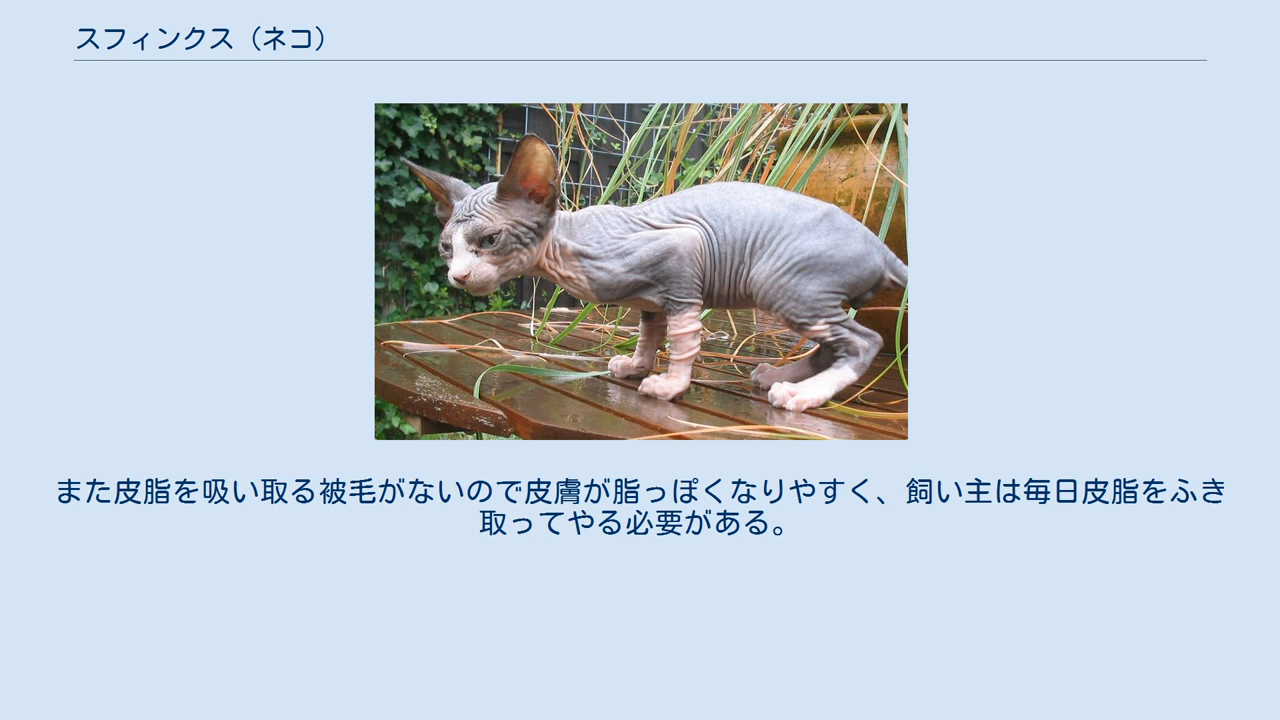 スフィンクス（ネコ）
また皮脂を吸い取る被毛がないので皮膚が脂っぽくなりやすく、飼い主は毎日皮脂をふき
取ってやる必要がある。